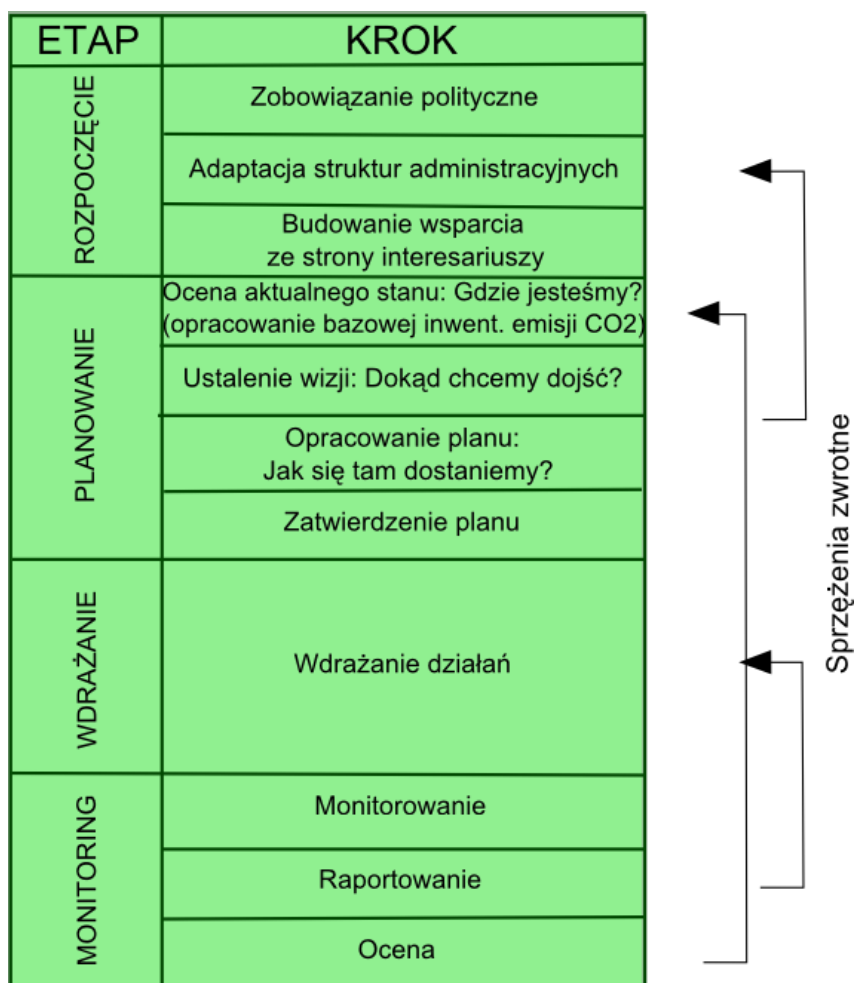 ETAP
KROK
ROZPOCZĘCIE
Zobowiązanie polityczne
Adaptacja struktur administracyjnych
Budowanie wsparcia
ze strony interesariuszy
PLANOWANIE
Ocena aktualnego stanu: Gdzie jesteśmy?
(opracowanie bazowej inwent. emisji CO2)
Ustalenie wizji: Dokąd chcemy dojść?
Opracowanie planu:
Jak się tam dostaniemy?
Zatwierdzenie planu
WDRAŻANIE
Wdrażanie działań
MONITORING
Monitorowanie
Raportowanie
Ocena
Sprzężenia zwrotne